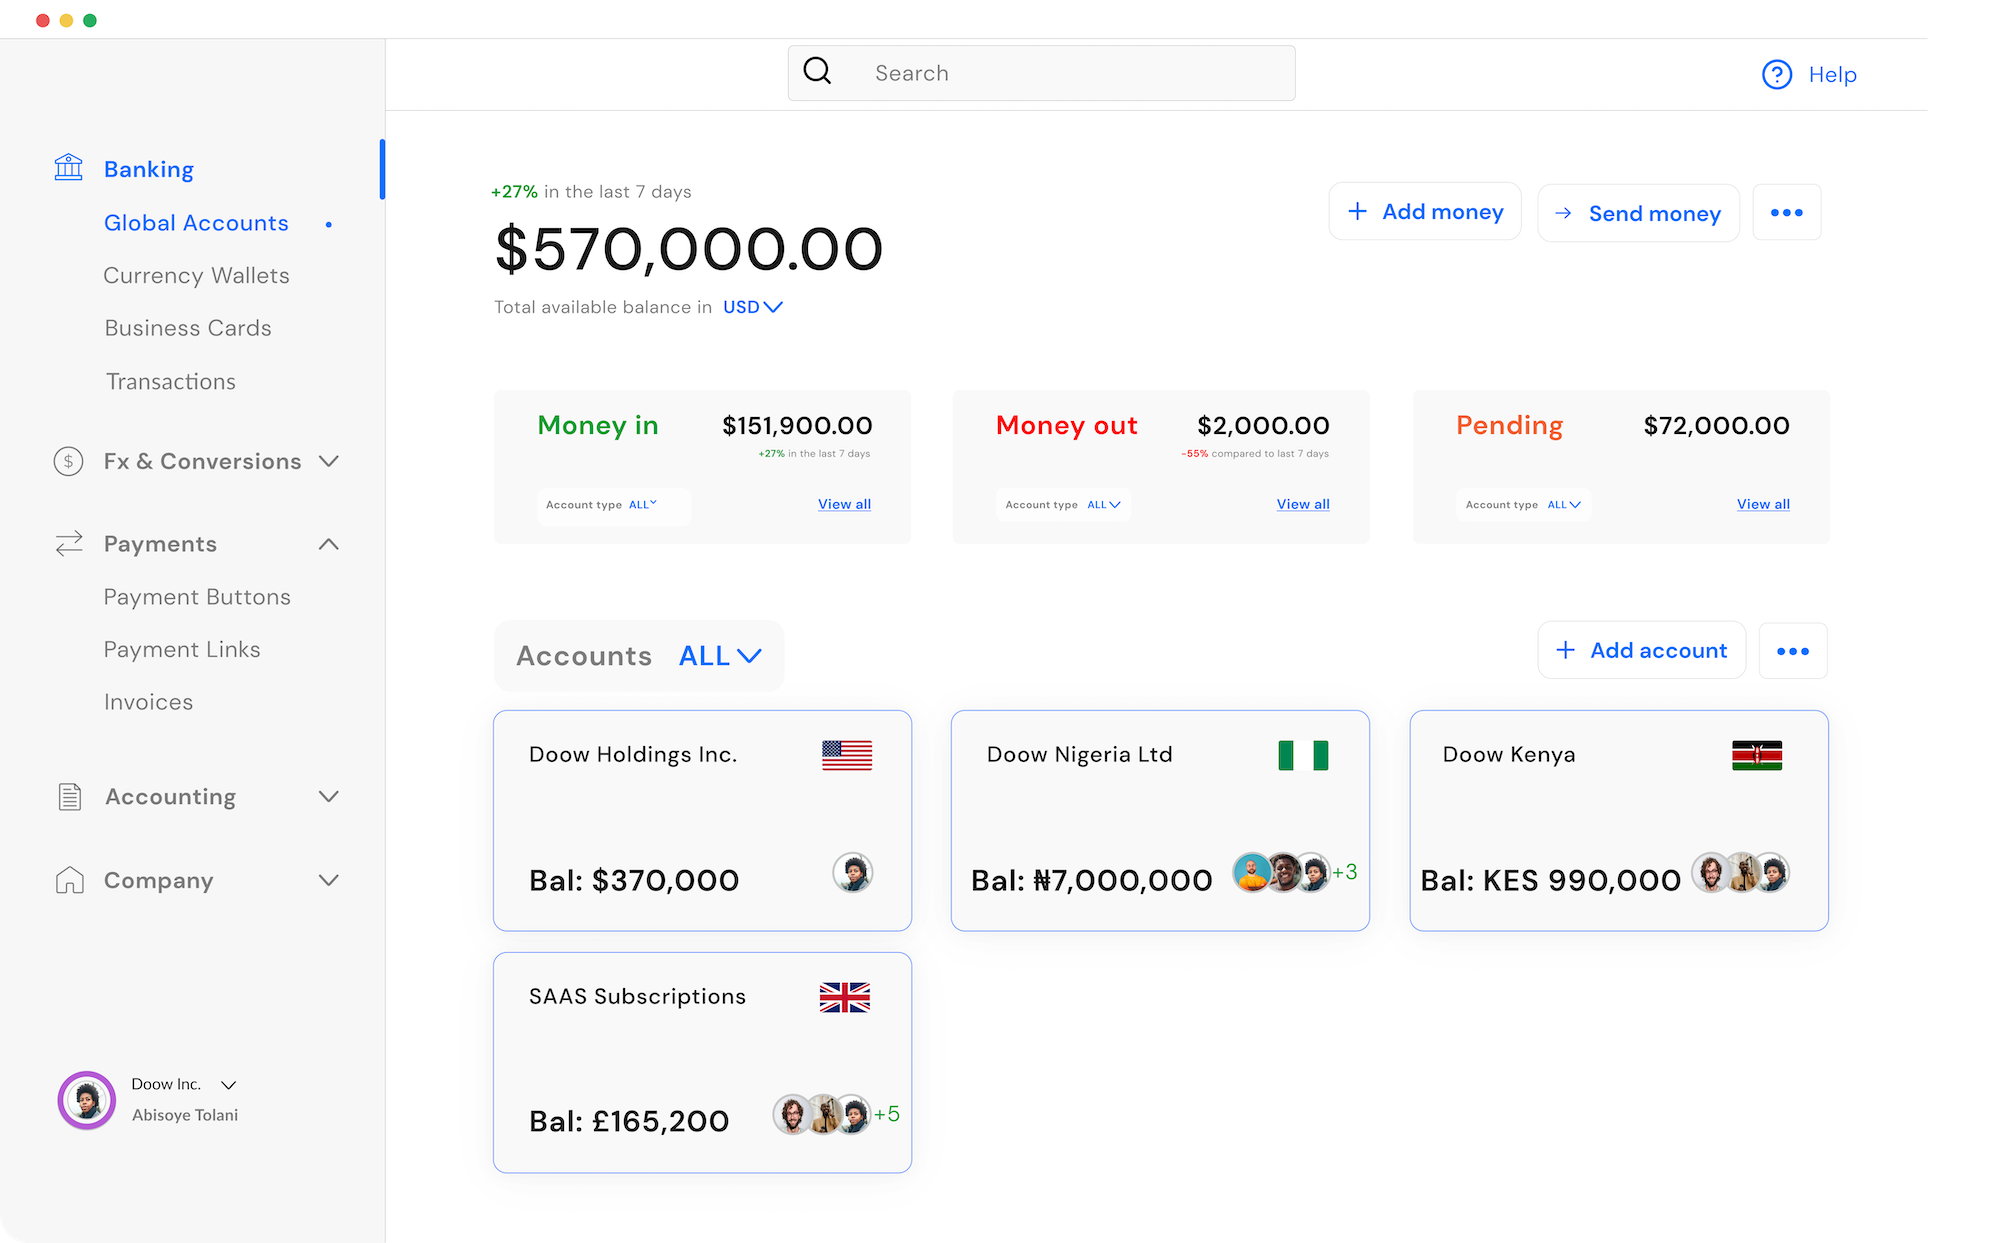 Search
Help
Banking
Global Accounts
Currency Wallets
Business Cards
Transactions
Fx & Conversions
Payments
Payment Buttons
Payment Links
Invoices
Accounting
Company
Doow Inc.
Abisoye Tolani
+27% in the last 7 days
$570,000.00
Total available balance in USD
Add money
Send money
Money in $151,900.00
+27% in the last 7 days
Account type ALL View all
Money out $2,000.00
-55% compared to last 7 days
Account type ALL View all
Pending $72,000.00
Account type ALL View all
Accounts ALL
Add account
Doow Holdings Inc.
Bal: $370,000
Doow Nigeria Ltd
Bal: ₦7,000,000 +3
Doow Kenya
Bal: KES 990,000
SAAS Subscriptions
Bal: £165,200 +5